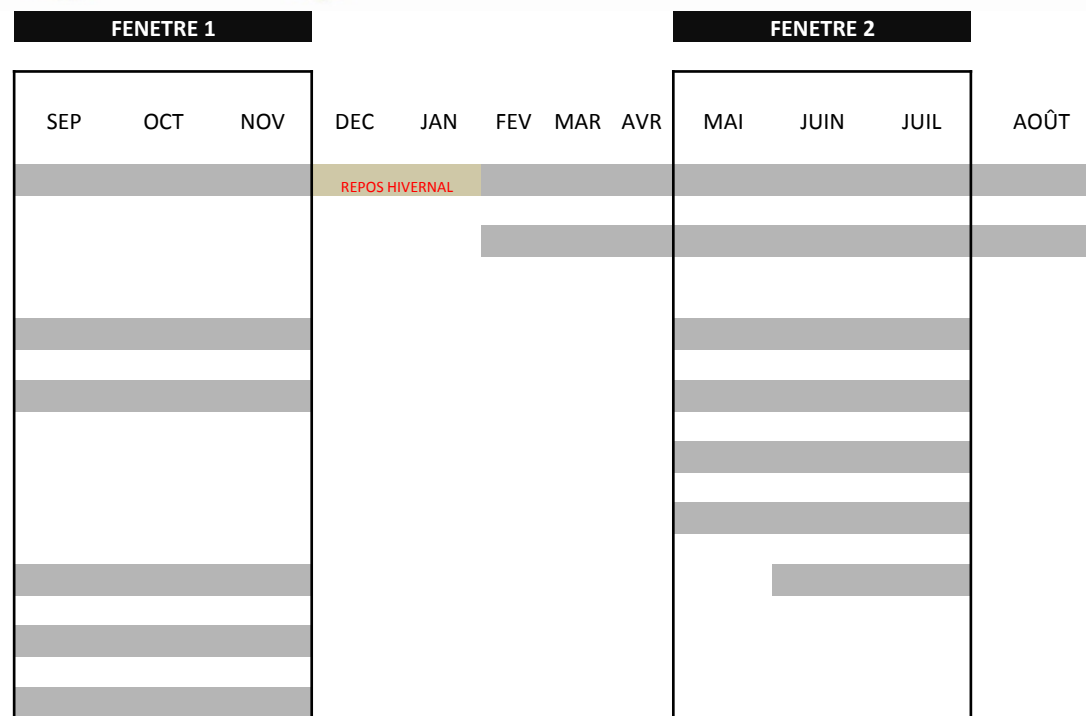 FENETRE 1 FENETRE 2
SEP OCT NOV DEC JAN FEV MAR AVR MAI JUIN JUIL AOÛT
REPOS HIVERNAL